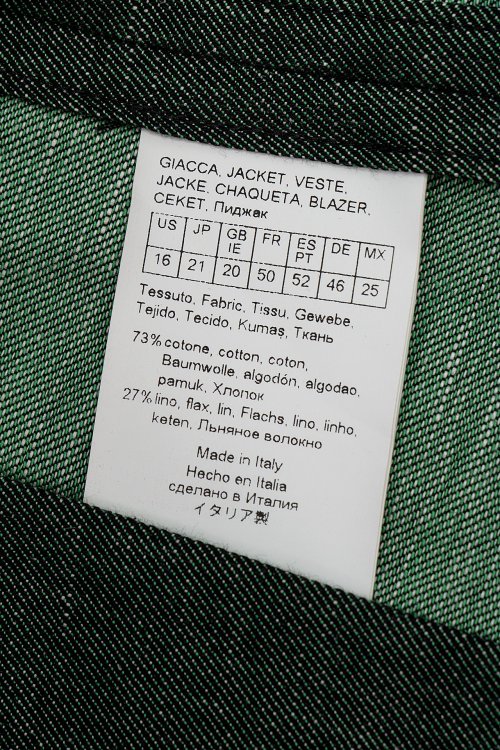 GIACCA, JACKET, VESTE,
JACKE, CHAQUETA, BLAZER,
CEKET, Пиджак
US JP GB IE FR ES PT DE MX
16 21 20 50 52 46 25
Tessuto, Fabric, Tissu, Gewebe,
Tejido, Tecido, Kumaş, Ткань
73% cotone, cotton, coton,
Baumwolle, algodón, algodao,
pamuk, Хлопок
27% lino, flax, lin, Flachs, lino, linho,
keten, Льняное волокно
Made in Italy
Hecho en Italia
сделано в Италия
イタリア製